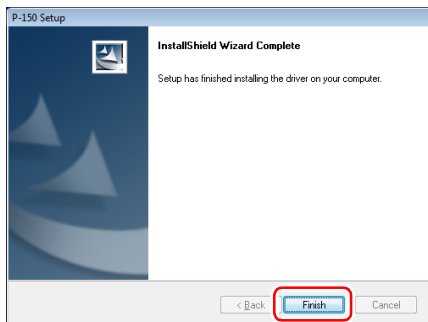 P-150 Setup
InstallShield Wizard Complete
Setup has finished installing the driver on your computer.
< Back Finish Cancel